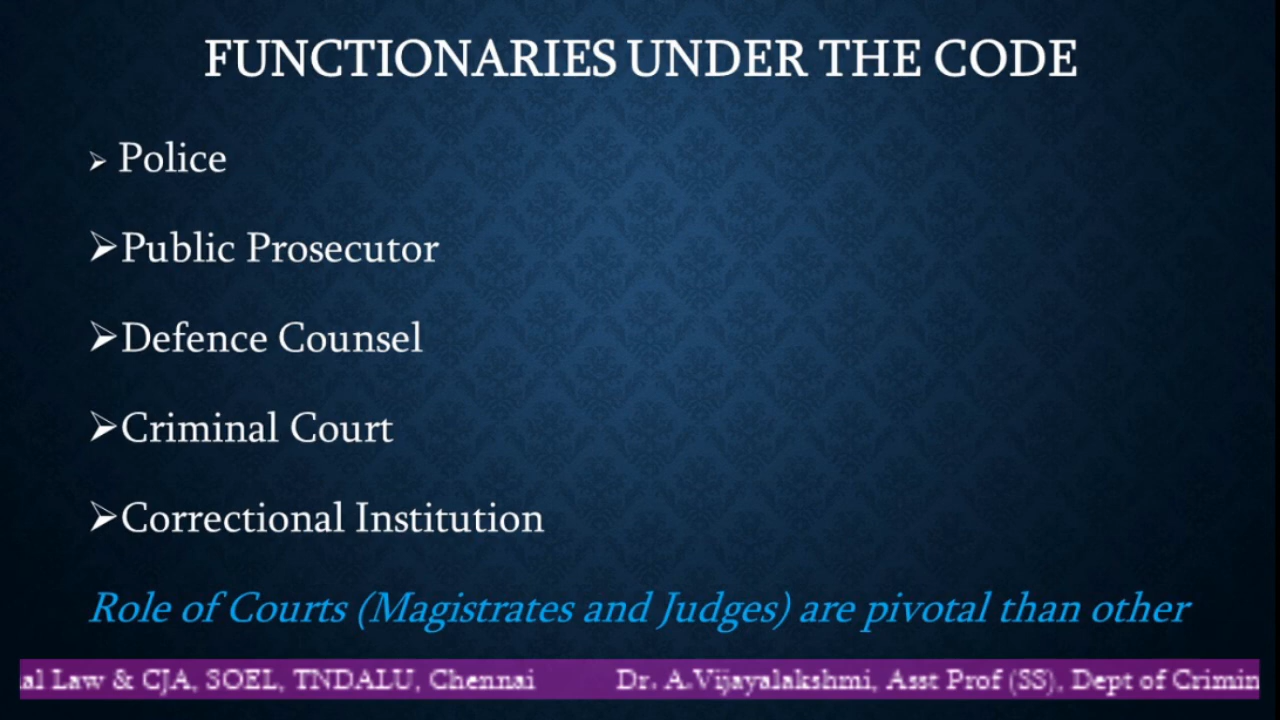 FUNCTIONARIES UNDER THE CODE
➢ Police
➢Public Prosecutor
➢Defence Counsel
➢Criminal Court
➢Correctional Institution
Role of Courts (Magistrates and Judges) are pivotal than other
al Law & CJA, SOEL, TNDALU, Chennai Dr. A.Vijayalakshmi, Asst Prof (SS), Dept of Crimin